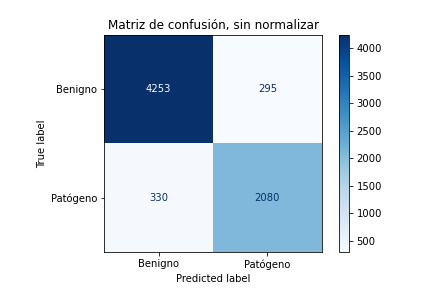 Matriz de confusión, sin normalizar
True label
Benigno
4253
295
Patógeno
330
2080
Benigno
Patógeno
Predicted label
4000
3500
3000
2500
2000
1500
1000
500